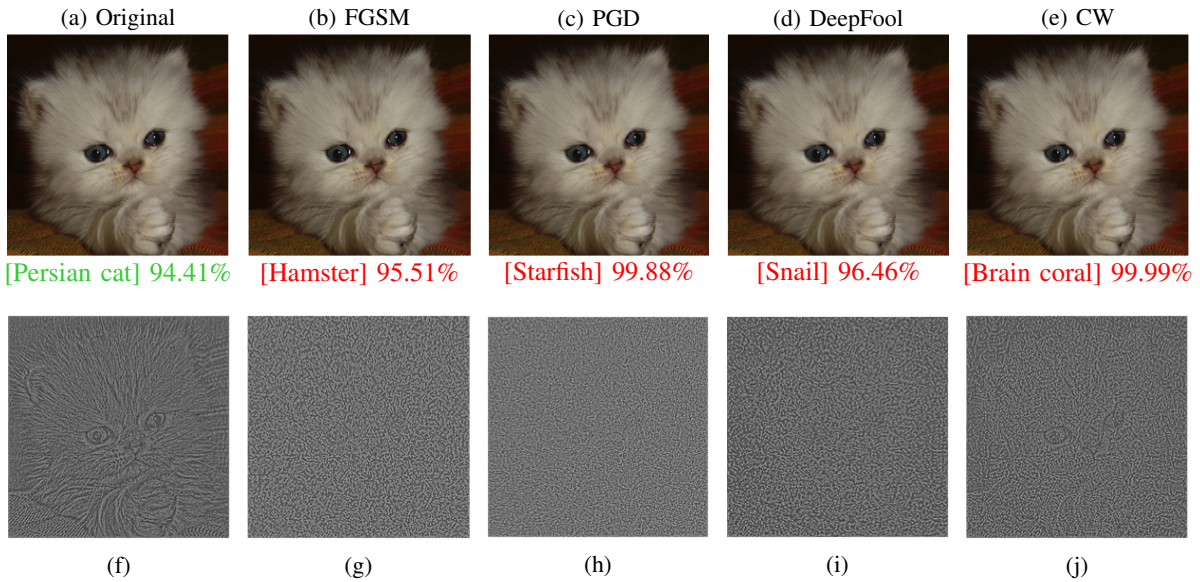 (a) Original (b) FGSM (c) PGD (d) DeepFool (e) CW
[Persian cat] 94.41% [Hamster] 95.51% [Starfish] 99.88% [Snail] 96.46% [Brain coral] 99.99%
(f) (g) (h) (i) (j)